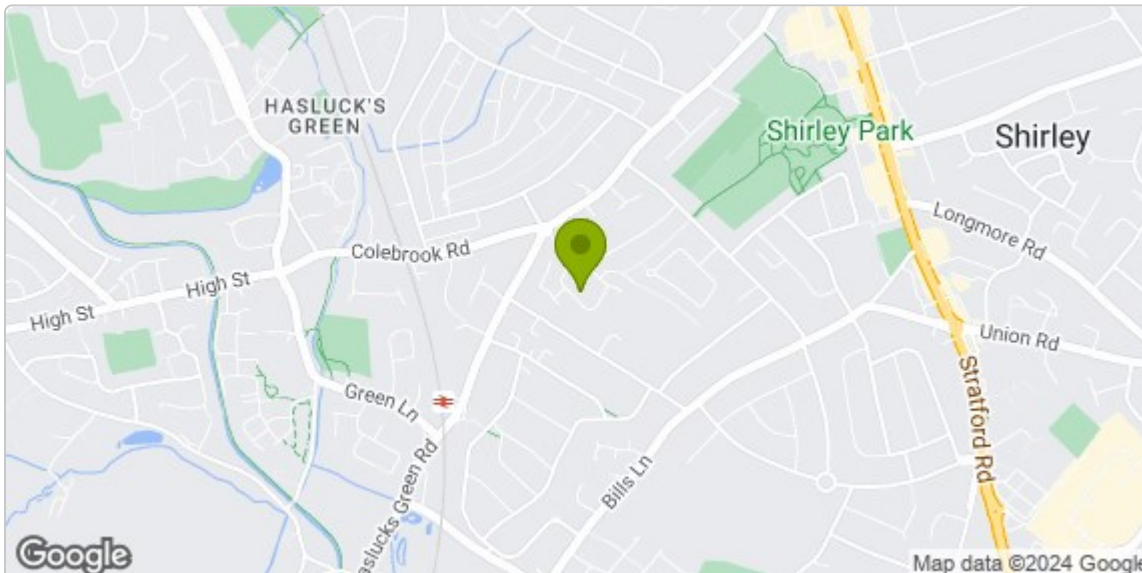 HASLUCK'S
GREEN
Shirley Park
Shirley
Longmore Rd
Colebrook Rd
High St
High St
Union Rd
Green Ln
Stratford Rd
Bills Ln
aslucks Green Rd
Google
Map data ©2024 Google